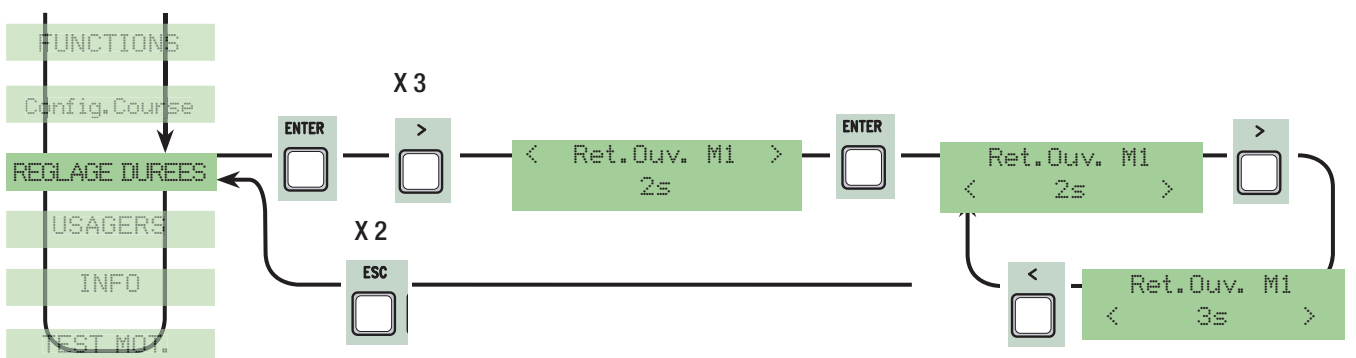 FUNCTIONS
Config.Course
REGLAGE DUREES
USAGERS
INFO
TEST MOT.
ENTER
X 3
>
< Ret.Ouv. M1 >
2s
ENTER
Ret.Ouv. M1
< 2s >
>
X 2
ESC
<
Ret.Ouv. M1
< 3s >